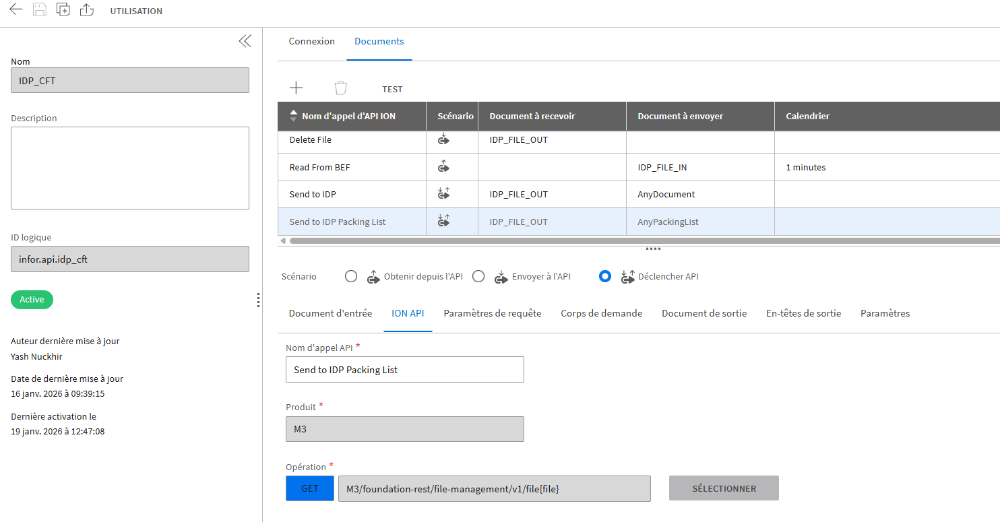 UTILISATION
Nom
IDP_CFT
Description
ID logique
infor.api.idp_cft
Active
Auteur dernière mise à jour
Yash Nuckhir
Date de dernière mise à jour
16 janv. 2026 à 09:39:15
Dernière activation le
19 janv. 2026 à 12:47:08
Connexion Documents
TEST
Nom d'appel d'API ION Scénario Document à recevoir Document à envoyer Calendrier
Delete File IDP_FILE_OUT
Read From BEF IDP_FILE_IN 1 minutes
Send to IDP IDP_FILE_OUT AnyDocument
Send to IDP Packing List IDP_FILE_OUT AnyPackingList
Scénario Obtenir depuis l'API Envoyer à l'API Déclencher API
Document d'entrée ION API Paramètres de requête Corps de demande Document de sortie En-têtes de sortie Paramètres
Nom d'appel API *
Send to IDP Packing List
Produit *
M3
Opération *
GET M3/foundation-rest/file-management/v1/file{file} SÉLECTIONNER